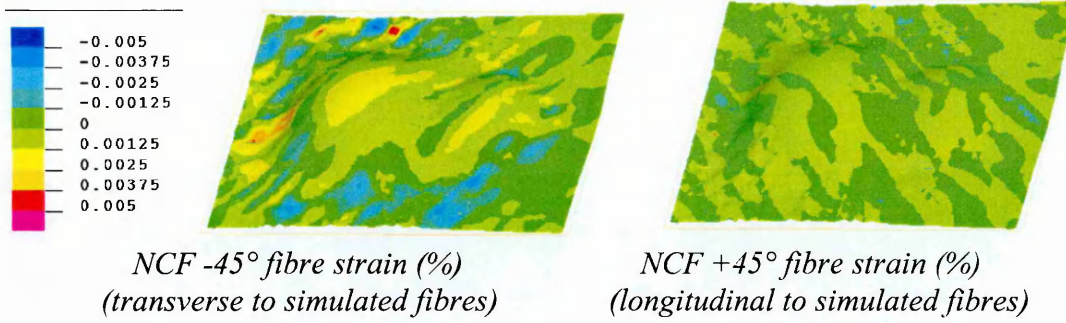 -0.005
-0.00375
-0.0025
-0.00125
0
0.00125
0.0025
0.00375
0.005
NCF -45° fibre strain (%)
(transverse to simulated fibres)
NCF +45° fibre strain (%)
(longitudinal to simulated fibres)